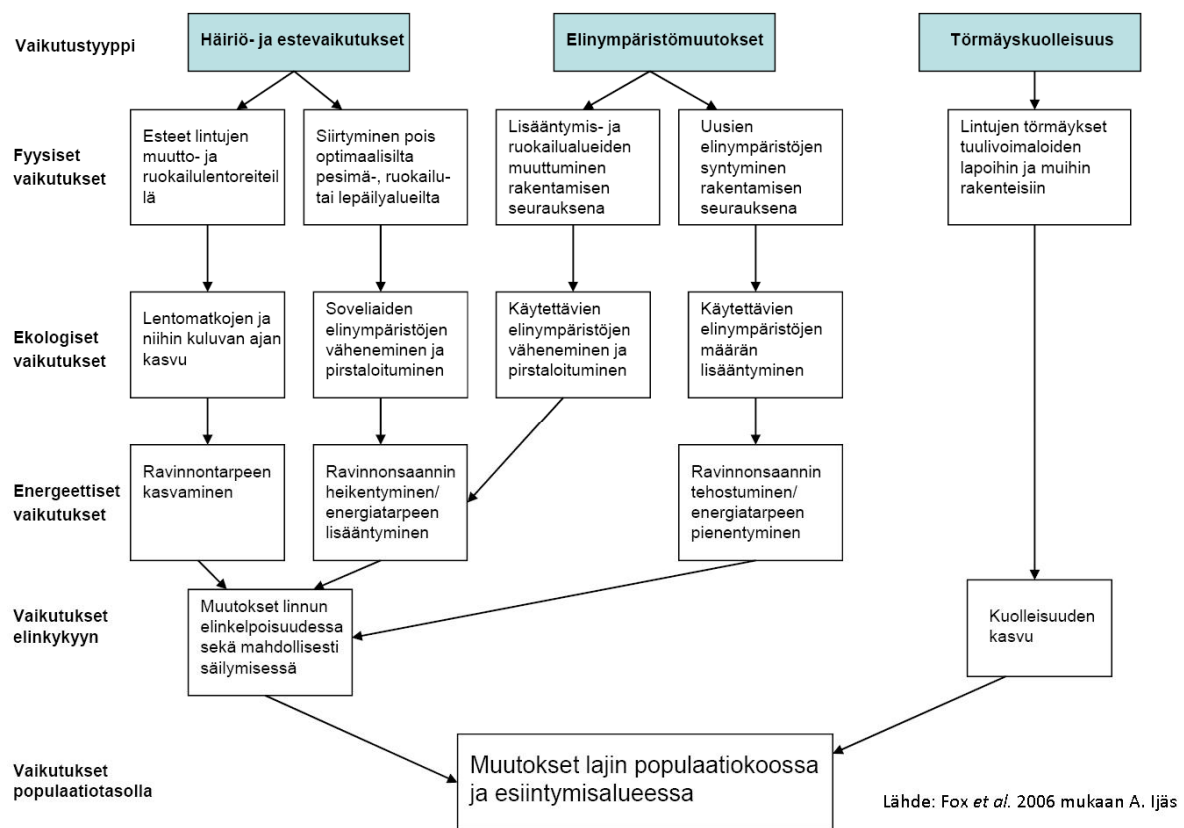 Vaikutustyyppi
Häiriö- ja estevaikutukset
Elinympäristömuutokset
Törmäyskuolleisuus
Fyysiset
vaikutukset
Esteet lintujen
muutto- ja
ruokailulentoreiteil
lä
Siirtyminen pois
optimaalisilta
pesimä-, ruokailu-
tai lepäilyalueilta
Lisääntymis- ja
ruokailualueiden
muuttuminen
rakentamisen
seurauksena
Uusien
elinympäristöjen
syntyminen
rakentamisen
seurauksena
Lintujen törmäykset
tuulivoimaloiden
lapoihin ja muihin
rakenteisiin
Ekologiset
vaikutukset
Lentomatkojen ja
niihin kuluvan ajan
kasvu
Soveliaiden
elinympäristöjen
väheneminen ja
pirstaloituminen
Käytettävien
elinympäristöjen
väheneminen ja
pirstaloituminen
Käytettävien
elinympäristöjen
määrän
lisääntyminen
Energeettiset
vaikutukset
Ravinnontarpeen
kasvaminen
Ravinnonsaannin
heikentyminen/
energiatarpeen
lisääntyminen
Ravinnonsaannin
tehostuminen/
energiatarpeen
pienentyminen
Vaikutukset
elinkykyyn
Muutokset linnun
elinkelpoisuudessa
sekä mahdollisesti
säilymisessä
Kuolleisuuden
kasvu
Vaikutukset
populaatiotasolla
Muutokset lajin populaatiokoossa
ja esiintymisalueessa
Lähde: Fox et al. 2006 mukaan A. Ijäs